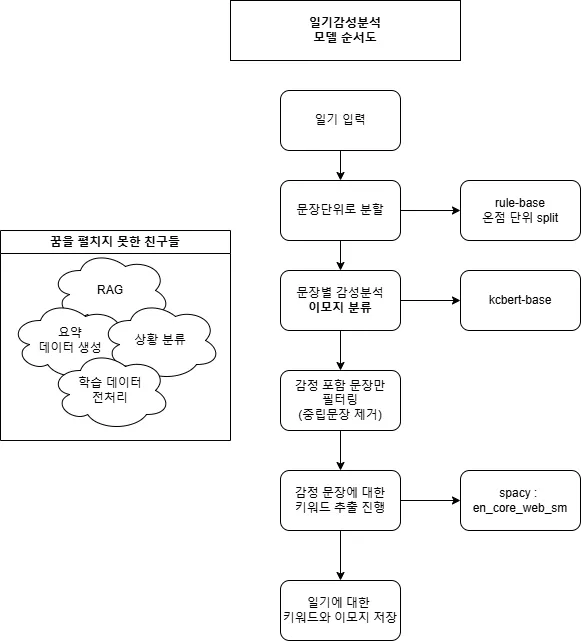 일기감성분석
모델 순서도
일기 입력
문장단위로 분할
rule-base
온점 단위 split
문장별 감성분석
이모지 분류
kcbert-base
감정 포함 문장만
필터링
(중립문장 제거)
감정 문장에 대한
키워드 추출 진행
spacy :
en_core_web_sm
일기에 대한
키워드와 이모지 저장
꿈을 펼치지 못한 친구들
RAG
요약
데이터 생성
상황 분류
학습 데이터
전처리